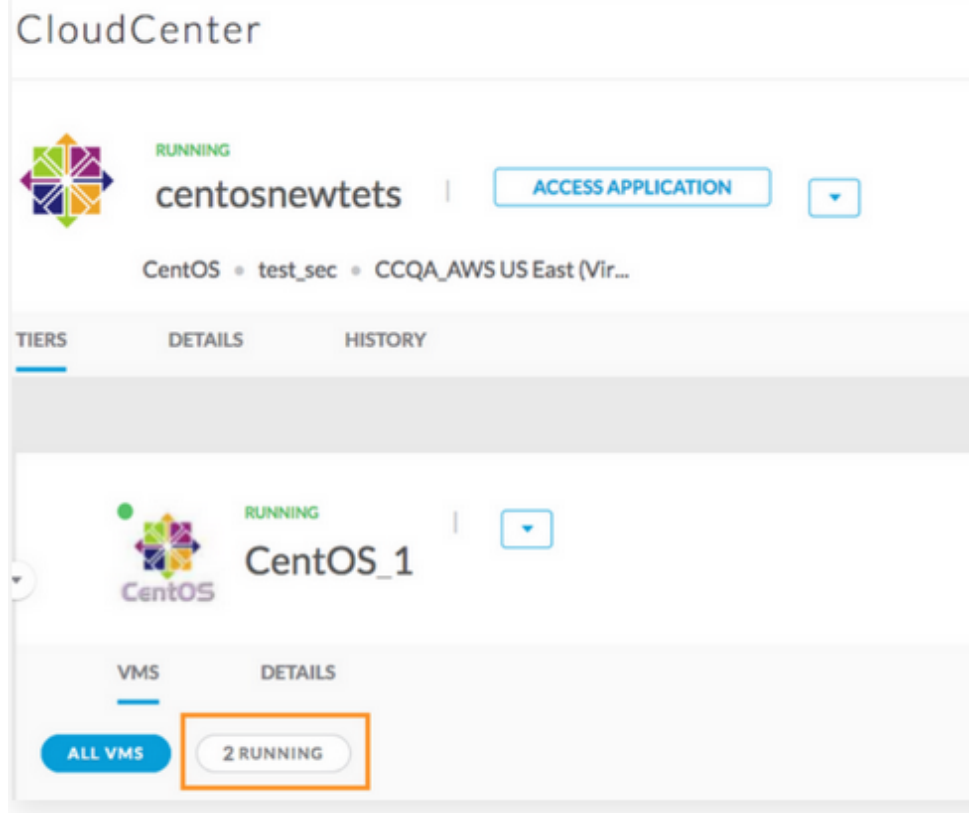 CloudCenter
RUNNING
centosnewtets | ACCESS APPLICATION
CentOS • test_sec • CCQA_AWS US East (Vir...
TIERS DETAILS HISTORY
RUNNING
CentOS_1 |
CentOS
VMS DETAILS
ALL VMS 2 RUNNING